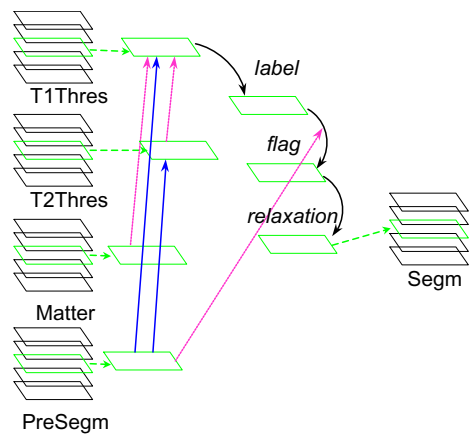 T1Thres
label
T2Thres
flag
relaxation
Matter
Segm
PreSegm